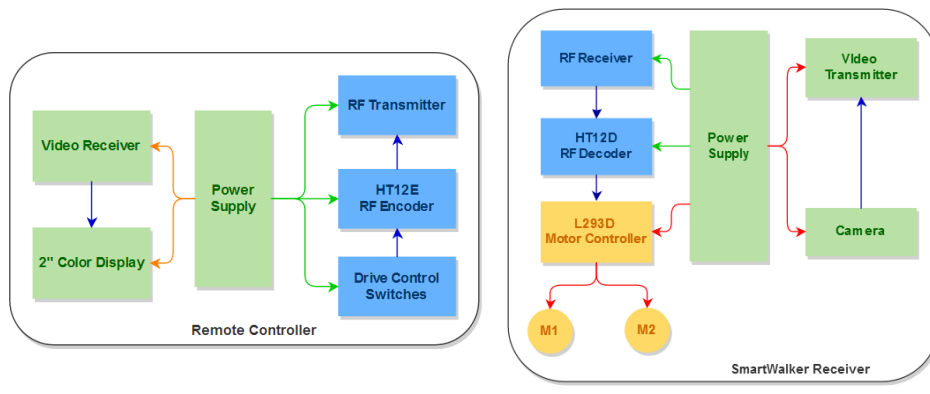 RF Transmitter
Video Receiver
Power
Supply
HT12E
RF Encoder
2" Color Display
Drive Control
Switches
Remote Controller
RF Receiver
VIdeo
Transmitter
HT12D
RF Decoder
Power
Supply
L293D
Motor Controller
Camera
M1
M2
SmartWalker Receiver